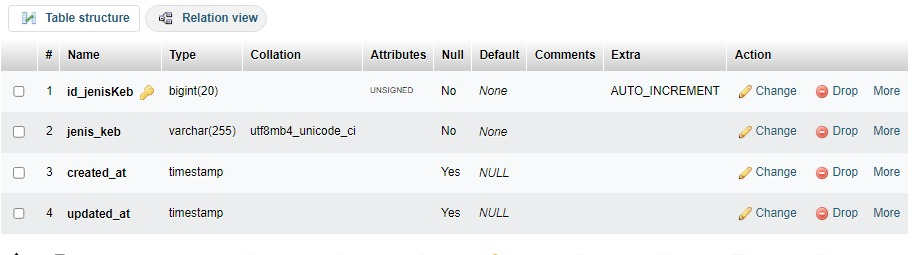 Table structure Relation view
# Name Type Collation Attributes Null Default Comments Extra Action
1 id_jenisKeb bigint(20) UNSIGNED No None AUTO_INCREMENT Change Drop More
2 jenis_keb varchar(255) utf8mb4_unicode_ci No None Change Drop More
3 created_at timestamp Yes NULL Change Drop More
4 updated_at timestamp Yes NULL Change Drop More